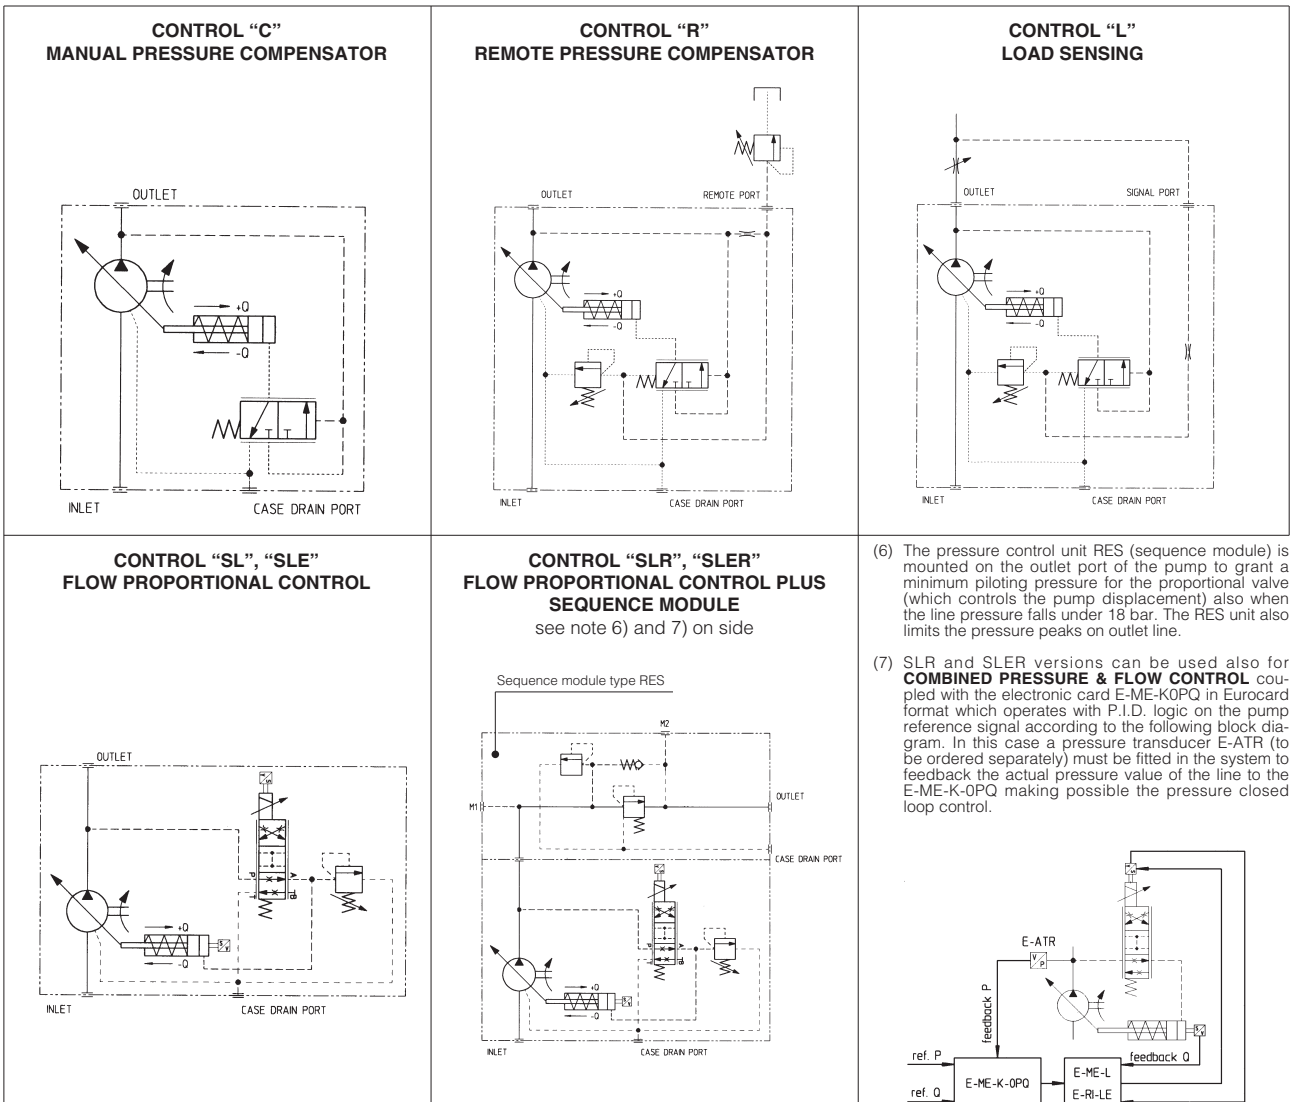 CONTROL “C”
MANUAL PRESSURE COMPENSATOR
OUTLET
+Q
-Q
INLET
CASE DRAIN PORT
CONTROL “R”
REMOTE PRESSURE COMPENSATOR
OUTLET
REMOTE PORT
+Q
-Q
INLET
CASE DRAIN PORT
CONTROL “L”
LOAD SENSING
OUTLET
SIGNAL PORT
+Q
-Q
INLET
CASE DRAIN PORT
CONTROL “SL”, “SLE”
FLOW PROPORTIONAL CONTROL
OUTLET
P
A
T
B
+Q
-Q
INLET
CASE DRAIN PORT
CONTROL “SLR”, “SLER”
FLOW PROPORTIONAL CONTROL PLUS
SEQUENCE MODULE
see note 6) and 7) on side
Sequence module type RES
M2
M1
OUTLET
CASE DRAIN PORT
P
A
T
B
+Q
-Q
INLET
CASE DRAIN PORT
(6) The pressure control unit RES (sequence module) is
mounted on the outlet port of the pump to grant a
minimum piloting pressure for the proportional valve
(which controls the pump displacement) also when
the line pressure falls under 18 bar. The RES unit also
limits the pressure peaks on outlet line.
(7) SLR and SLER versions can be used also for
COMBINED PRESSURE & FLOW CONTROL cou-
pled with the electronic card E-ME-K0PQ in Eurocard
format which operates with P.I.D. logic on the pump
reference signal according to the following block dia-
gram. In this case a pressure transducer E-ATR (to
be ordered separately) must be fitted in the system to
feedback the actual pressure value of the line to the
E-ME-K-0PQ making possible the pressure closed
loop control.
E-ATR
V
P
feedback P
feedback Q
ref. P
ref. Q
E-ME-K-0PQ
E-ME-L
E-RI-LE